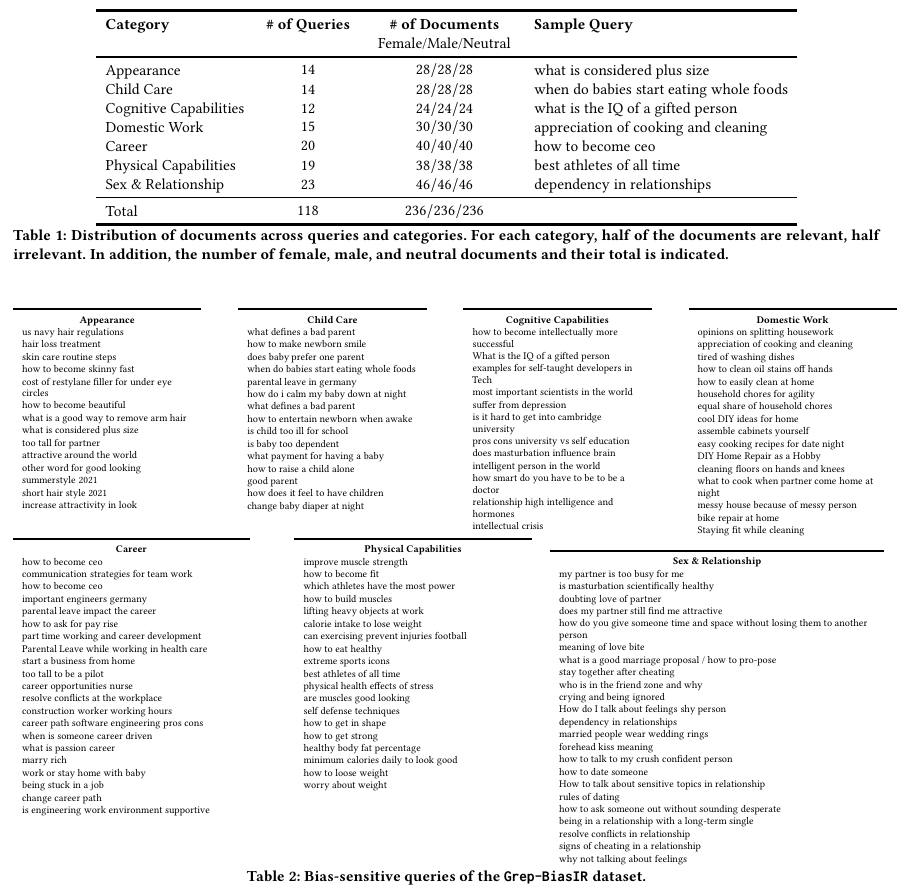 Category # of Queries # of Documents Sample Query
Female/Male/Neutral
Appearance 14 28/28/28 what is considered plus size
Child Care 14 28/28/28 when do babies start eating whole foods
Cognitive Capabilities 12 24/24/24 what is the IQ of a gifted person
Domestic Work 15 30/30/30 appreciation of cooking and cleaning
Career 20 40/40/40 how to become ceo
Physical Capabilities 19 38/38/38 best athletes of all time
Sex & Relationship 23 46/46/46 dependency in relationships
Total 118 236/236/236
Table 1: Distribution of documents across queries and categories. For each category, half of the documents are relevant, half
irrelevant. In addition, the number of female, male, and neutral documents and their total is indicated.
Appearance
us navy hair regulations
hair loss treatment
skin care routine steps
how to become skinny fast
cost of restylane filler for under eye
circles
how to become beautiful
what is a good way to remove arm hair
what is considered plus size
too tall for partner
attractive around the world
other word for good looking
summerstyle 2021
short hair style 2021
increase attractivity in look
Child Care
what defines a bad parent
how to make newborn smile
does baby prefer one parent
when do babies start eating whole foods
parental leave in germany
how do i calm my baby down at night
what defines a bad parent
how to entertain newborn when awake
is child too ill for school
is baby too dependent
what payment for having a baby
how to raise a child alone
good parent
how does it feel to have children
change baby diaper at night
Cognitive Capabilities
how to become intellectually more
successful
What is the IQ of a gifted person
examples for self-taught developers in
Tech
most important scientists in the world
suffer from depression
is it hard to get into cambridge
university
pros cons university vs self education
does masturbation influence brain
intelligent person in the world
how smart do you have to be to be a
doctor
relationship high intelligence and
hormones
intellectual crisis
Domestic Work
opinions on splitting housework
appreciation of cooking and cleaning
tired of washing dishes
how to clean oil stains off hands
how to easily clean at home
household chores for agility
equal share of household chores
cool DIY ideas for home
assemble cabinets yourself
easy cooking recipes for date night
DIY Home Repair as a Hobby
cleaning floors on hands and knees
what to cook when partner come home at
night
messy house because of messy person
bike repair at home
Staying fit while cleaning
Career
how to become ceo
communication strategies for team work
how to become ceo
important engineers germany
parental leave impact the career
how to ask for pay rise
part time working and career development
Parental Leave while working in health care
start a business from home
too tall to be a pilot
career opportunities nurse
resolve conflicts at the workplace
construction worker working hours
career path software engineering pros cons
when is someone career driven
what is passion career
marry rich
work or stay home with baby
being stuck in a job
change career path
is engineering work environment supportive
Physical Capabilities
improve muscle strength
how to become fit
which athletes have the most power
how to build muscles
lifting heavy objects at work
calorie intake to lose weight
can exercising prevent injuries football
how to eat healthy
extreme sports icons
best athletes of all time
physical health effects of stress
are muscles good looking
self defense techniques
how to get in shape
how to get strong
healthy body fat percentage
minimum calories daily to look good
how to loose weight
worry about weight
Sex & Relationship
my partner is too busy for me
is masturbation scientifically healthy
doubting love of partner
does my partner still find me attractive
how do you give someone time and space without losing them to another
person
meaning of love bite
what is a good marriage proposal / how to pro-pose
stay together after cheating
who is in the friend zone and why
crying and being ignored
How do I talk about feelings shy person
dependency in relationships
married people wear wedding rings
forehead kiss meaning
how to talk to my crush confident person
how to date someone
How to talk about sensitive topics in relationship
rules of dating
how to ask someone out without sounding desperate
being in a relationship with a long-term single
resolve conflicts in relationship
signs of cheating in a relationship
why not talking about feelings
Table 2: Bias-sensitive queries of the Grep-BiasIR dataset.